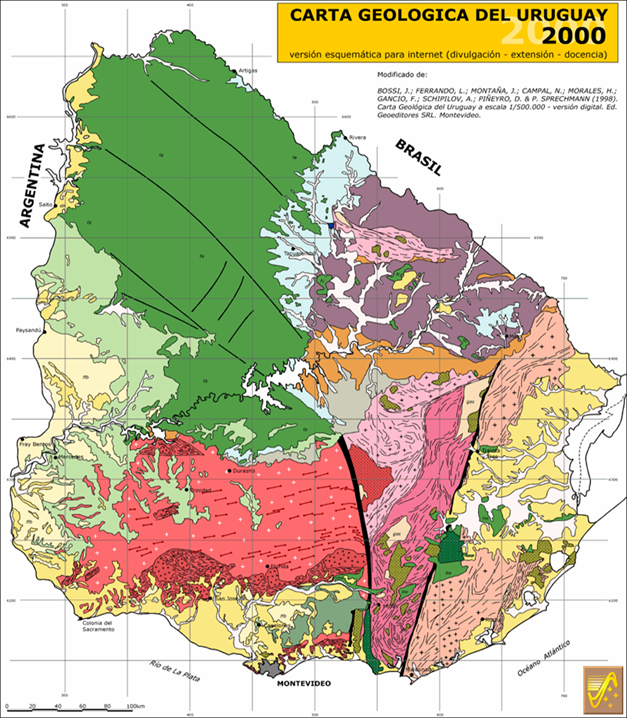 CARTA GEOLOGICA DEL URUGUAY
2000
versión esquemática para internet (divulgación - extensión - docencia)
Modificado de:
BOSSI, J.; FERRANDO, L.; MONTAÑA, J.; CAMPAL, N.; MORALES, H.;
GANCIO, F.; SCHIPILOV, A.; PIÑEYRO, D. & P. SPRECHMANN (1998).
Carta Geológica del Uruguay a escala 1/500.000 - versión digital. Ed.
Geoeditores SRL. Montevideo.
Artigas
Rivera
BRASIL
ARGENTINA
Salto
Paysandú
Fray Bentos
Mercedes
Durazno
Trinidad
Florida
San José
Colonia del
Sacramento
Río de La Plata
MONTEVIDEO
Océano Atlántico
0 20 40 60 80 100km